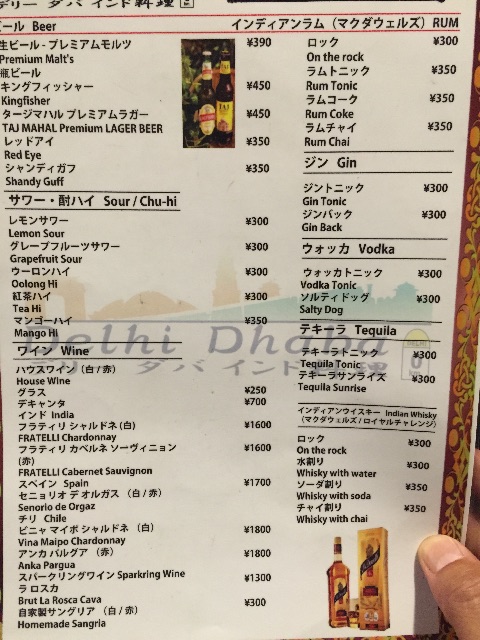 デリー ダバ インド料理
ビール Beer
生ビール - プレミアムモルツ ¥390
Premium Malt's
瓶ビール
キングフィッシャー ¥450
Kingfisher
タージマハル プレミアムラガー ¥450
TAJ MAHAL Premium LAGER BEER
レッドアイ ¥350
Red Eye
シャンディガフ ¥350
Shandy Guff
サワー・酎ハイ Sour / Chu-hi
レモンサワー ¥300
Lemon Sour
グレープフルーツサワー ¥300
Grapefruit Sour
ウーロンハイ ¥300
Oolong Hi
紅茶ハイ ¥300
Tea Hi
マンゴーハイ ¥350
Mango Hi
ワイン Wine
ハウスワイン（白 / 赤）
House Wine
グラス ¥250
デキャンタ ¥700
インド India
フラティリ シャルドネ (白) ¥1600
FRATELLI Chardonnay
フラティリ カベルネ ソーヴィニョン ¥1600
(赤)
FRATELLI Cabernet Sauvignon
スペイン Spain ¥1700
セニョリオ デ オルガス （白 / 赤）
Senorio de Orgaz
チリ Chile
ビニャ マイポ シャルドネ （白） ¥1800
Vina Maipo Chardonnay
アンカ パルグア （赤） ¥1800
Anka Pargua
スパークリングワイン Sparkring Wine ¥1300
ラ ロスカ
Brut La Rosca Cava
自家製サングリア （白 / 赤） ¥300
Homemade Sangria
インディアンラム（マクダウェルズ）RUM
ロック ¥300
On the rock
ラムトニック ¥350
Rum Tonic
ラムコーク ¥350
Rum Coke
ラムチャイ ¥350
Rum Chai
ジン Gin
ジントニック ¥300
Gin Tonic
ジンバック ¥300
Gin Back
ウォッカ Vodka
ウォッカトニック ¥300
Vodka Tonic
ソルティドッグ ¥300
Salty Dog
テキーラ Tequila
テキーラトニック ¥300
Tequila Tonic
テキーラサンライズ ¥300
Tequila Sunrise
インディアンウイスキー Indian Whisky
（マクダウェルズ / ロイヤルチャレンジ）
ロック ¥300
On the rock
水割り ¥300
Whisky with water
ソーダ割り ¥350
Whisky with soda
チャイ割り ¥350
Whisky with chai
Delhi Dhaba
デリー ダバ インド料理
TAJ